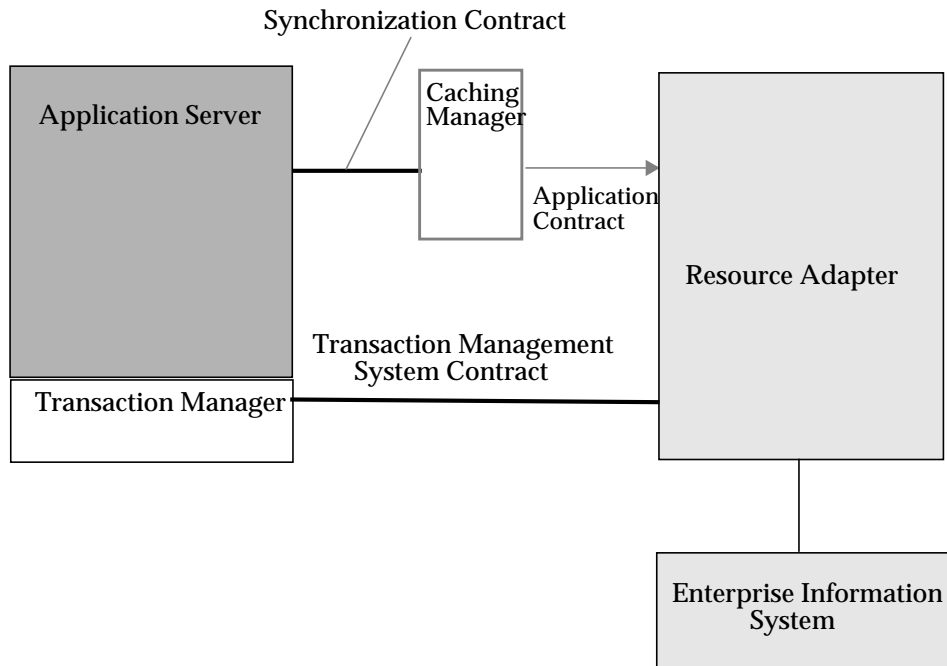 Synchronization Contract
Application Server
Caching
Manager
Application
Contract
Resource Adapter
Transaction Management
System Contract
Transaction Manager
Enterprise Information
System